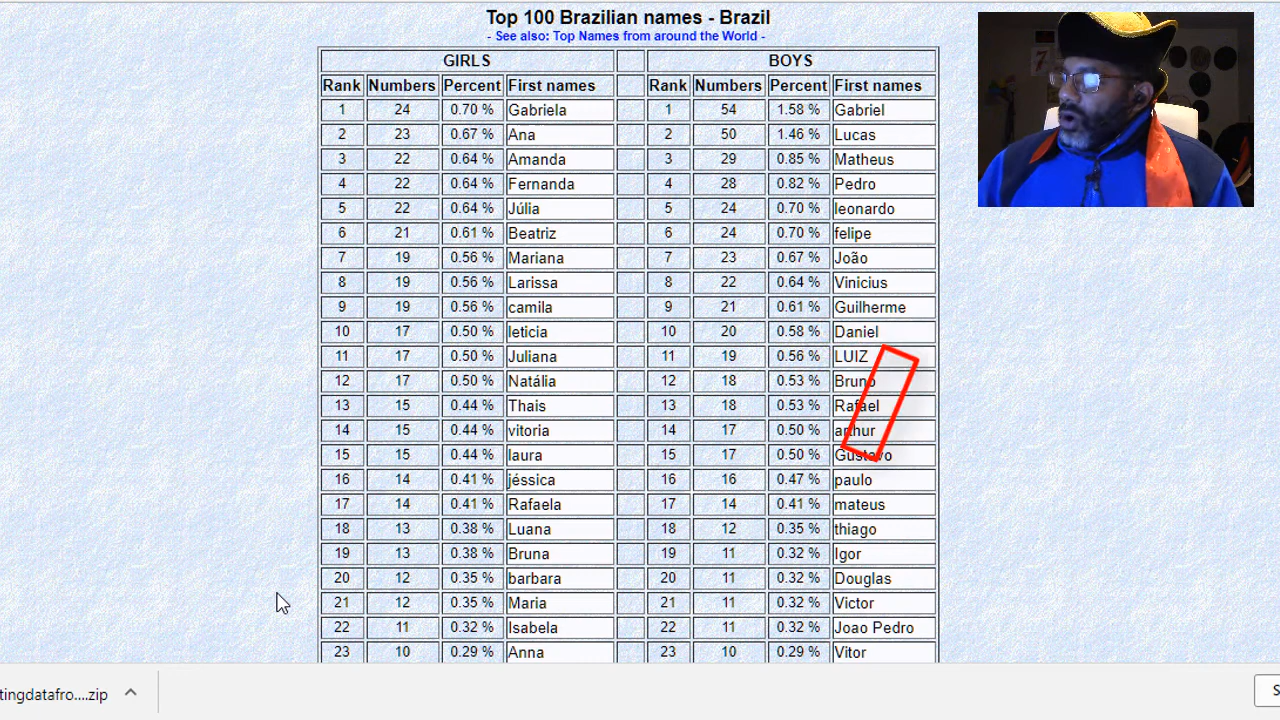 Top 100 Brazilian names - Brazil
- See also: Top Names from around the World -
GIRLS BOYS
Rank Numbers Percent First names Rank Numbers Percent First names
1 24 0.70 % Gabriela 1 54 1.58 % Gabriel
2 23 0.67 % Ana 2 50 1.46 % Lucas
3 22 0.64 % Amanda 3 29 0.85 % Matheus
4 22 0.64 % Fernanda 4 28 0.82 % Pedro
5 22 0.64 % Júlia 5 24 0.70 % leonardo
6 21 0.61 % Beatriz 6 24 0.70 % felipe
7 19 0.56 % Mariana 7 23 0.67 % João
8 19 0.56 % Larissa 8 22 0.64 % Vinicius
9 19 0.56 % camila 9 21 0.61 % Guilherme
10 17 0.50 % leticia 10 20 0.58 % Daniel
11 17 0.50 % Juliana 11 19 0.56 % LUIZ
12 17 0.50 % Natália 12 18 0.53 % Bruno
13 15 0.44 % Thais 13 18 0.53 % Rafael
14 15 0.44 % vitoria 14 17 0.50 % arthur
15 15 0.44 % laura 15 17 0.50 % Gustavo
16 14 0.41 % jéssica 16 16 0.47 % paulo
17 14 0.41 % Rafaela 17 14 0.41 % mateus
18 13 0.38 % Luana 18 12 0.35 % thiago
19 13 0.38 % Bruna 19 11 0.32 % Igor
20 12 0.35 % barbara 20 11 0.32 % Douglas
21 12 0.35 % Maria 21 11 0.32 % Victor
22 11 0.32 % Isabela 22 11 0.32 % Joao Pedro
23 10 0.29 % Anna 23 10 0.29 % Vitor
7
tingdatafro....zip
S